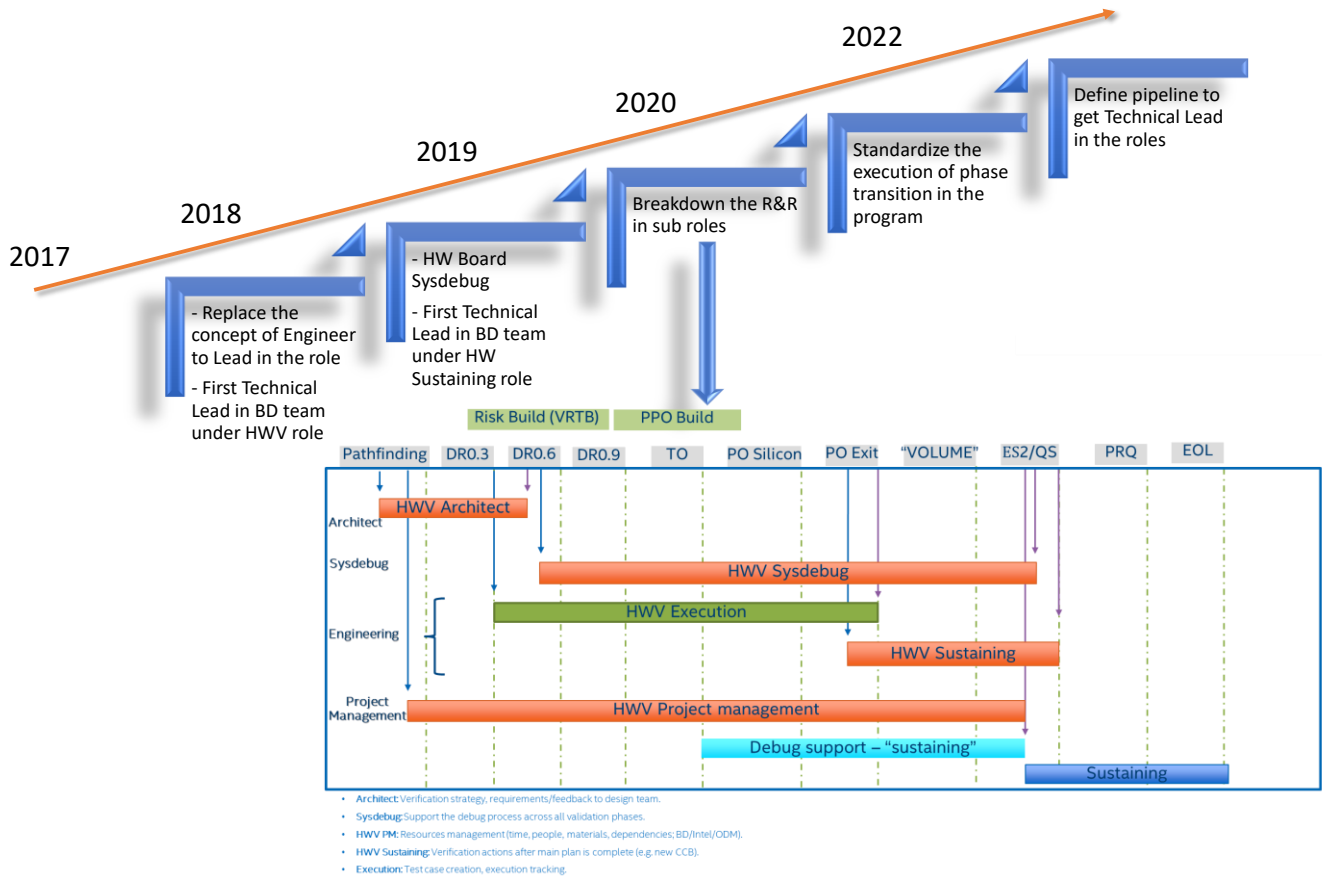 2022
2020
2019
2018
2017
Define pipeline to
get Technical Lead
in the roles
Standardize the
execution of phase
transition in the
program
Breakdown the R&R
in sub roles
- HW Board
Sysdebug
- First Technical
Lead in BD team
under HW
Sustaining role
- Replace the
concept of Engineer
to Lead in the role
- First Technical
Lead in BD team
under HWV role
Risk Build (VRTB)
PPO Build
Pathfinding
DR0.3
DR0.6
DR0.9
TO
PO Silicon
PO Exit
“VOLUME”
ES2/QS
PRQ
EOL
HWV Architect
Architect
Sysdebug
HWV Sysdebug
HWV Execution
Engineering
HWV Sustaining
Project
Management
HWV Project management
Debug support – “sustaining”
Sustaining
• Architect: Verification strategy, requirements/feedback to design team.
• Sysdebug: Support the debug process across all validation phases.
• HWV PM: Resources management (time, people, materials, dependencies; BD/Intel/ODM).
• HWV Sustaining: Verification actions after main plan is complete (e.g. new CCB).
• Execution: Test case creation, execution tracking.